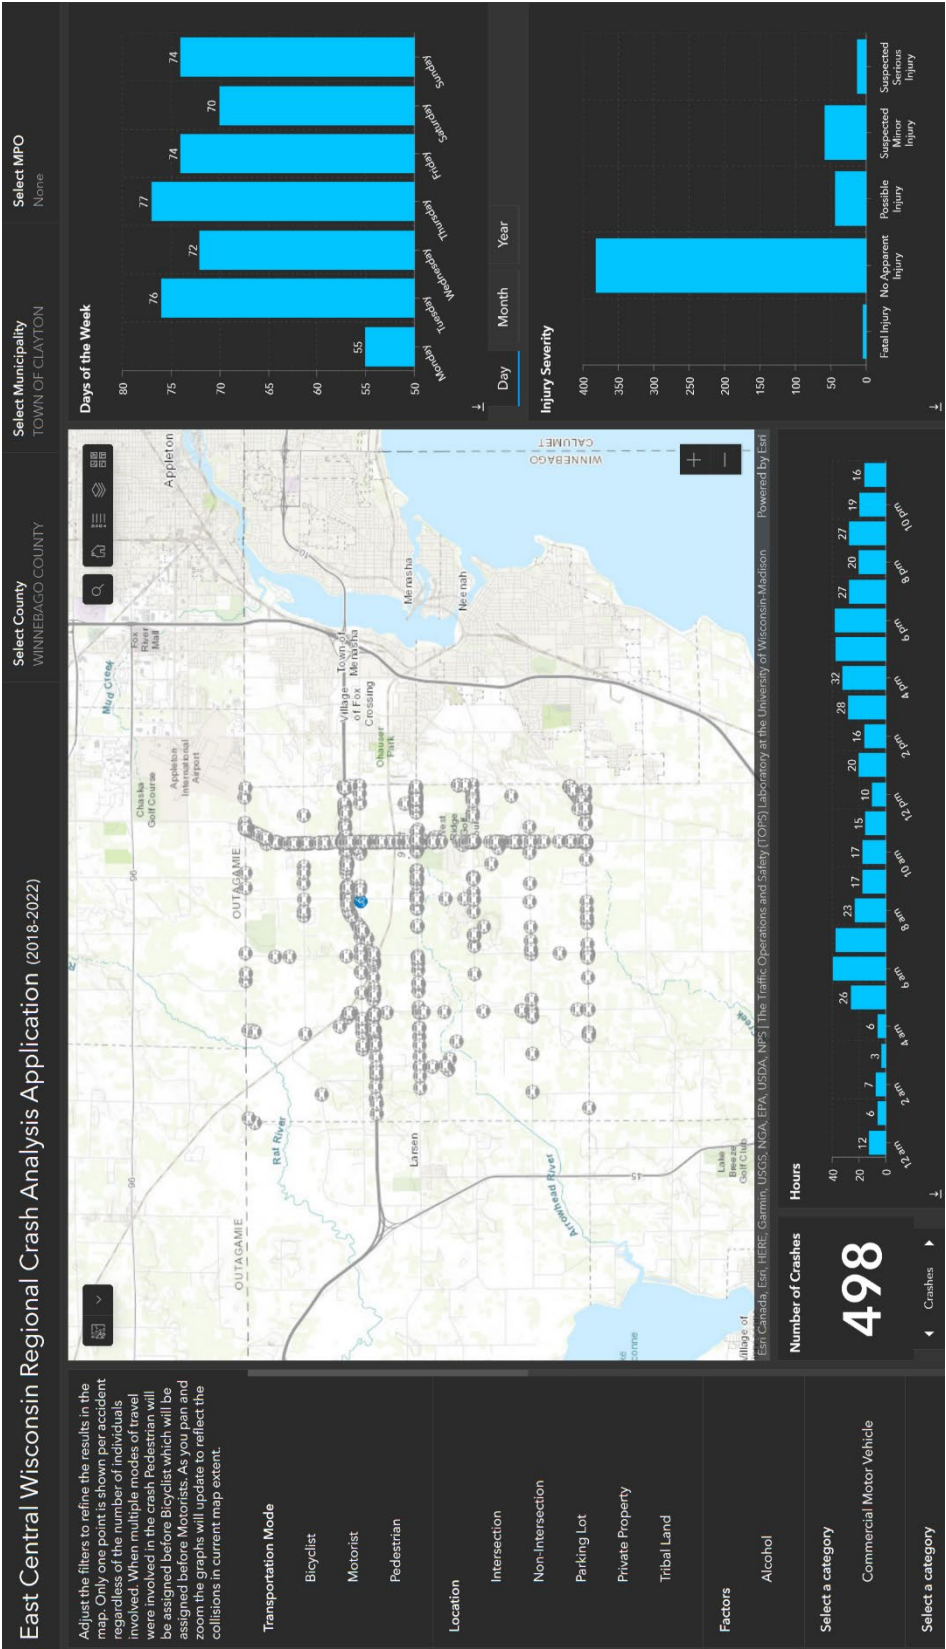 East Central Wisconsin Regional Crash Analysis Application (2018-2022)
Select County
WINNEBAGO COUNTY
Select Municipality
TOWN OF CLAYTON
Select MPO
None
Adjust the filters to refine the results in the
map. Only one point is shown per accident
regardless of the number of individuals
involved. When multiple modes of travel
were involved in the crash Pedestrian will
be assigned before Bicyclist which will be
assigned before Motorists. As you pan and
zoom the graphs will update to reflect the
collisions in current map extent.
Transportation Mode
Bicyclist
Motorist
Pedestrian
Location
Intersection
Non-Intersection
Parking Lot
Private Property
Tribal Land
Factors
Alcohol
Select a category
Commercial Motor Vehicle
Select a category
OUTAGAMIE
OUTAGAMIE
96
96
Rat River
Larsen
Arrowhead River
45
Lake
Breeze
Golf Club
Village of
Creek
Mud Creek
Chaska
Golf Course
Appleton
International
Airport
Fox
River
Mall
Appleton
Village
of Fox
Crossing
Town of
Menasha
Ohauser
Park
10
Menasha
Neenah
WINNEBAGO
CALUMET
+
−
Esri Canada, Esri, HERE, Garmin, USGS, NGA, EPA, USDA, NPS | The Traffic Operations and Safety (TOPS) Laboratory at the University of Wisconsin-Madison
Powered by Esri
Number of Crashes
498
Crashes
Hours
40
20
0
12 6 7 3 6 26 23 17 17 15 10 20 16 28 32 27 20 27 19 16
12 am 2 am 4 am 6 am 8 am 10 am 12 pm 2 pm 4 pm 6 pm 8 pm 10 pm
Days of the Week
80
75
70
65
60
55
50
55 76 72 77 74 70 74
Monday Tuesday Wednesday Thursday Friday Saturday Sunday
Day Month Year
Injury Severity
400
350
300
250
200
150
100
50
0
Fatal Injury
No Apparent
Injury
Possible
Injury
Suspected
Minor
Injury
Suspected
Serious
Injury